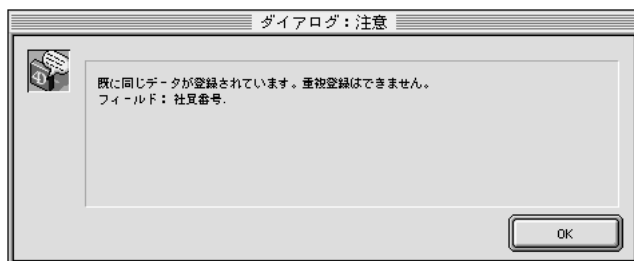 ダイアログ：注意
既に同じデータが登録されています。重複登録はできません。
フィールド： 社員番号.
OK